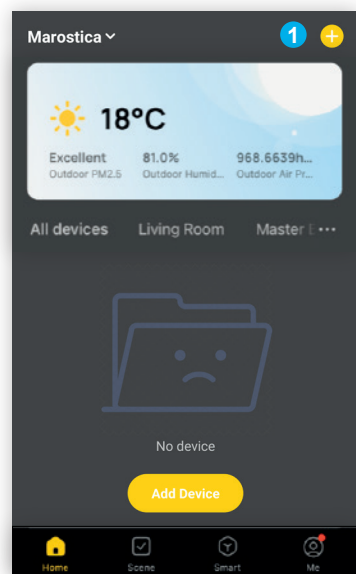 Marostica
1
18°C
Excellent 81.0% 968.6639h...
Outdoor PM2.5 Outdoor Humid... Outdoor Air Pr...
All devices Living Room Master ...
No device
Add Device
Home Scene Smart Me